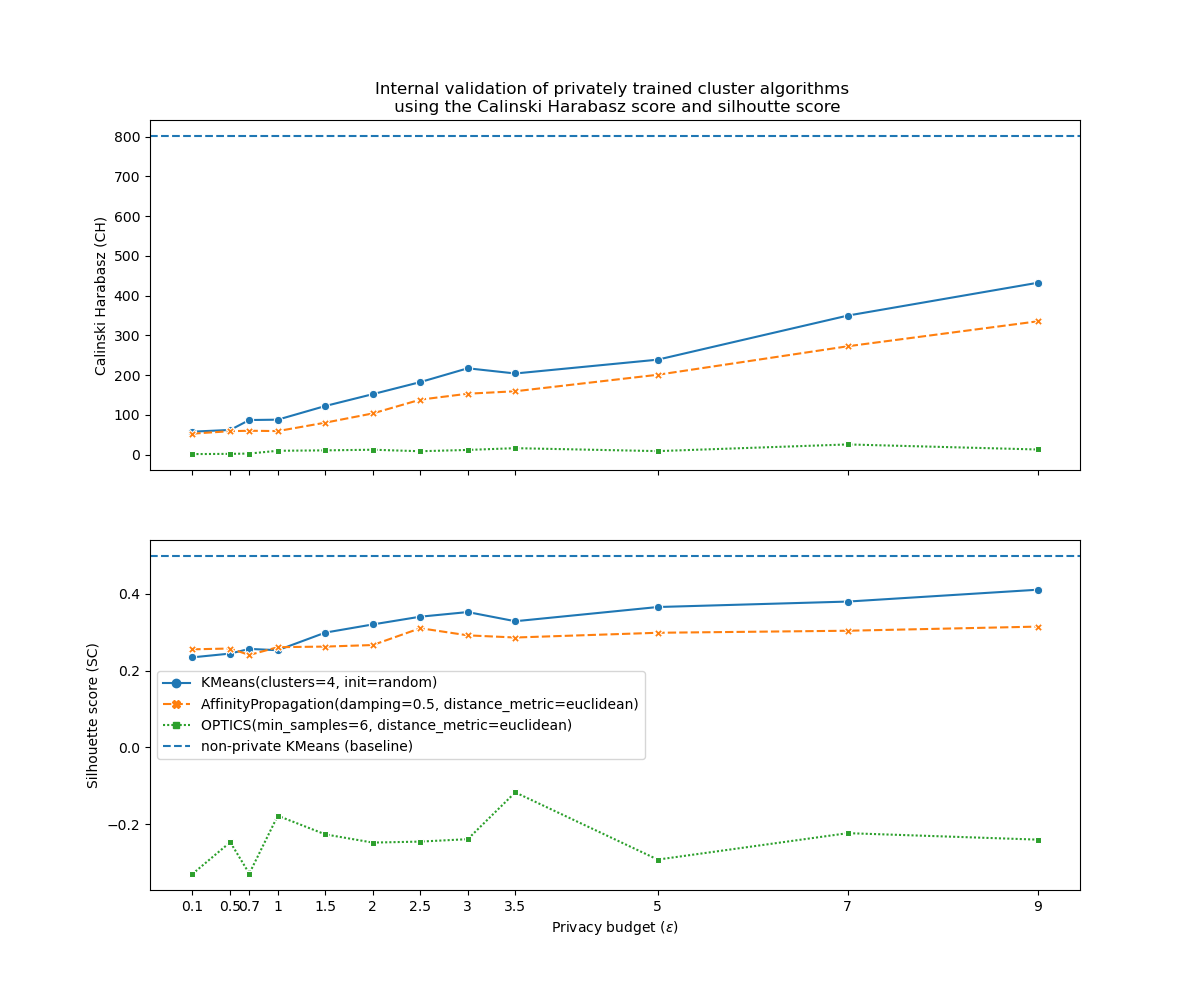 Internal validation of privately trained cluster algorithms
using the Calinski Harabasz score and silhoutte score
Calinski Harabasz (CH)
800
700
600
500
400
300
200
100
0
Silhouette score (SC)
0.4
0.2
0.0
−0.2
KMeans(clusters=4, init=random)
AffinityPropagation(damping=0.5, distance_metric=euclidean)
OPTICS(min_samples=6, distance_metric=euclidean)
non-private KMeans (baseline)
0.1 0.5 0.7 1 1.5 2 2.5 3 3.5 5 7 9
Privacy budget (ε)